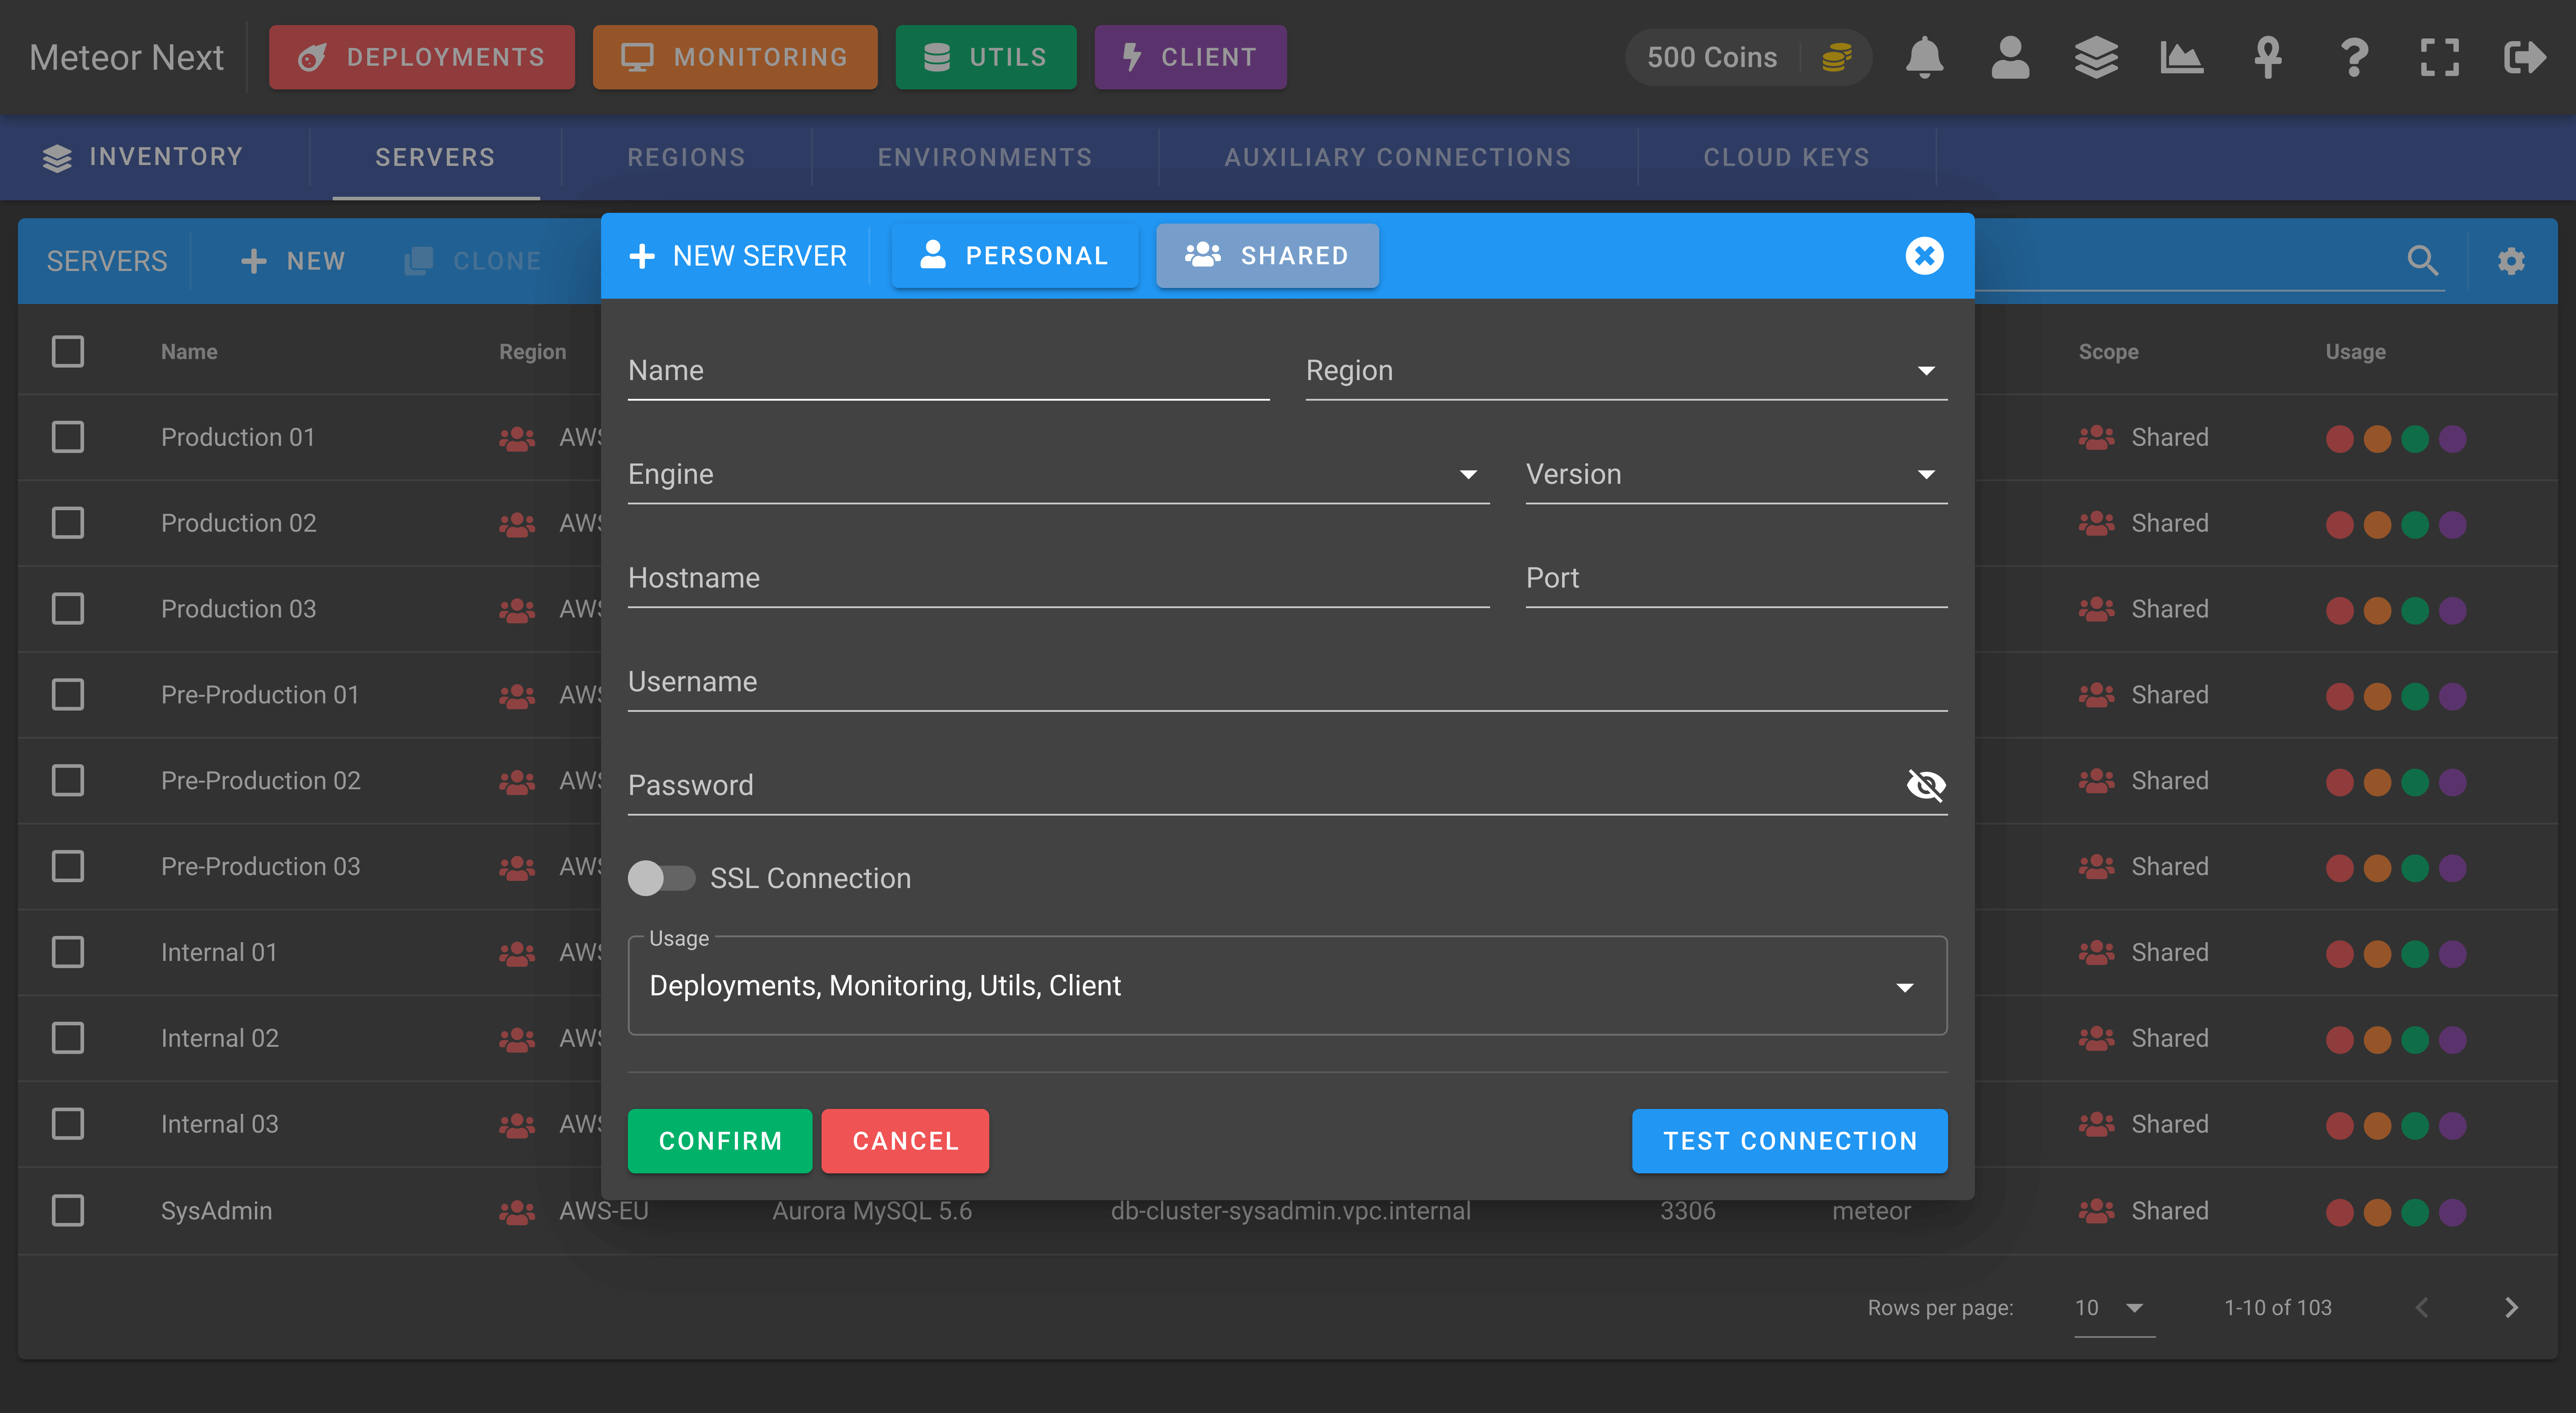 Meteor Next DEPLOYMENTS MONITORING UTILS CLIENT 500 Coins
INVENTORY SERVERS REGIONS ENVIRONMENTS AUXILIARY CONNECTIONS CLOUD KEYS
SERVERS NEW CLONE
NEW SERVER PERSONAL SHARED
Name Region Scope Usage
Name Region
Production 01 AWS Shared
Engine Version
Production 02 AWS Shared
Hostname Port
Production 03 AWS Shared
Username
Pre-Production 01 AWS Shared
Password
Pre-Production 02 AWS Shared
Pre-Production 03 AWS Shared
SSL Connection
Usage
Internal 01 AWS Shared
Deployments, Monitoring, Utils, Client
Internal 02 AWS Shared
Internal 03 AWS Shared
CONFIRM CANCEL TEST CONNECTION
SysAdmin AWS-EU Aurora MySQL 5.6 db-cluster-sysadmin.vpc.internal 3306 meteor Shared
Rows per page: 10 1-10 of 103